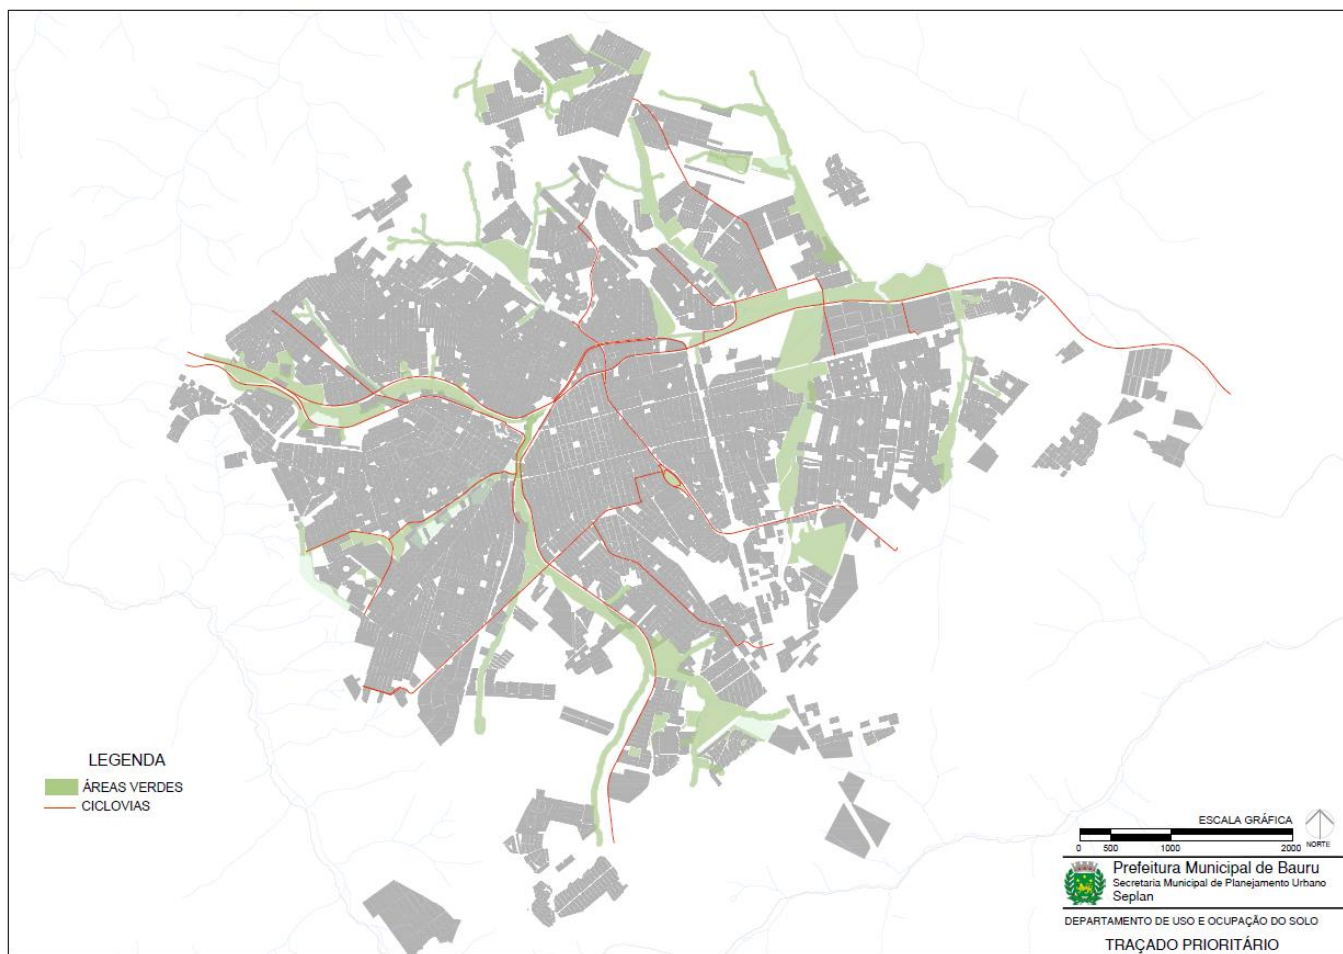 LEGENDA
ÁREAS VERDES
CICLOVIAS
ESCALA GRÁFICA
0 500 1000 2000
NORTE
Prefeitura Municipal de Bauru
Secretaria Municipal de Planejamento Urbano
Seplan
DEPARTAMENTO DE USO E OCUPAÇÃO DO SOLO
TRAÇADO PRIORITÁRIO